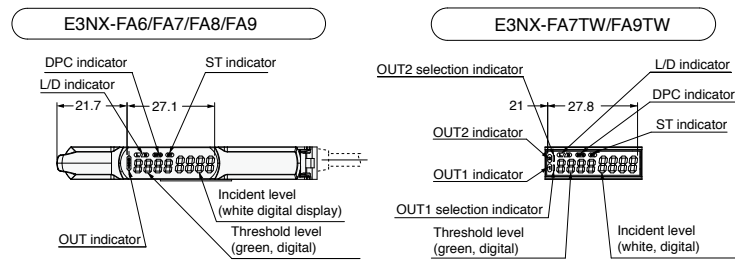 E3NX-FA6/FA7/FA8/FA9
DPC indicator
ST indicator
L/D indicator
21.7
27.1
Incident level
(white digital display)
Threshold level
(green, digital)
OUT indicator
E3NX-FA7TW/FA9TW
L/D indicator
OUT2 selection indicator
DPC indicator
21
27.8
ST indicator
OUT2 indicator
OUT1 indicator
OUT1 selection indicator
Threshold level
(green, digital)
Incident level
(white, digital)